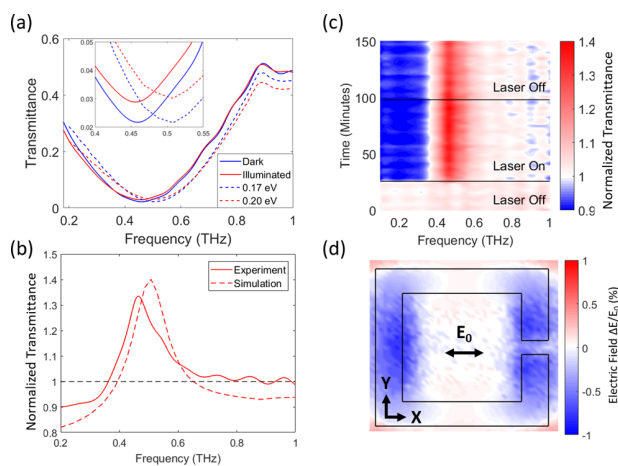 (a)
0.6
0.4
0.2
0
Transmittance
0.05
0.04
0.03
0.02
0.4
0.45
0.5
0.55
Dark
Illuminated
0.17 eV
0.20 eV
0.2
0.4
0.6
0.8
1
Frequency (THz)
(b)
1.5
1.4
1.3
1.2
1.1
1
0.9
0.8
0.7
Normalized Transmittance
Experiment
Simulation
0.2
0.4
0.6
0.8
1
Frequency (THz)
(c)
150
100
50
0
Time (Minutes)
Laser Off
Laser On
Laser Off
0.2
0.4
0.6
0.8
1
Frequency (THz)
1.4
1.3
1.2
1.1
1
0.9
Normalized Transmittance
(d)
E0
Y
X
1
0.5
0
-0.5
-1
Electric Field ΔE/E0 (%)